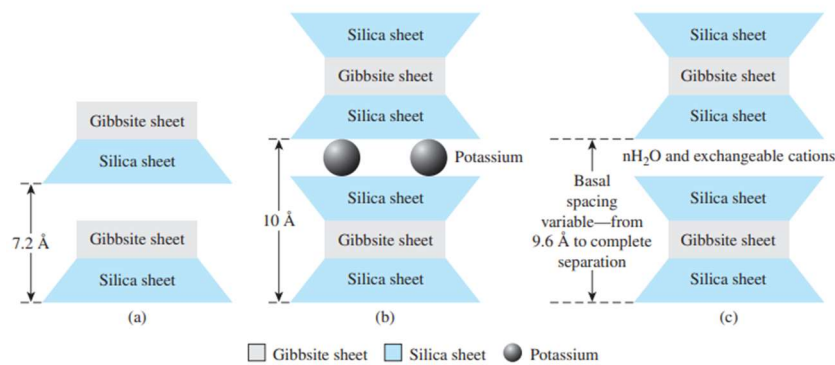 Gibbsite sheet
Silica sheet
7.2 Å
Gibbsite sheet
Silica sheet
(a)
Silica sheet
Gibbsite sheet
Silica sheet
Potassium
10 Å
Silica sheet
Gibbsite sheet
Silica sheet
(b)
Silica sheet
Gibbsite sheet
Silica sheet
nH₂O and exchangeable cations
Basal
spacing
variable—from
9.6 Å to complete
separation
Silica sheet
Gibbsite sheet
Silica sheet
(c)
Gibbsite sheet Silica sheet Potassium